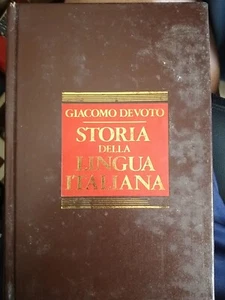 GIACOMO DEVOTO
STORIA
DELLA
LINGUA
ITALIANA